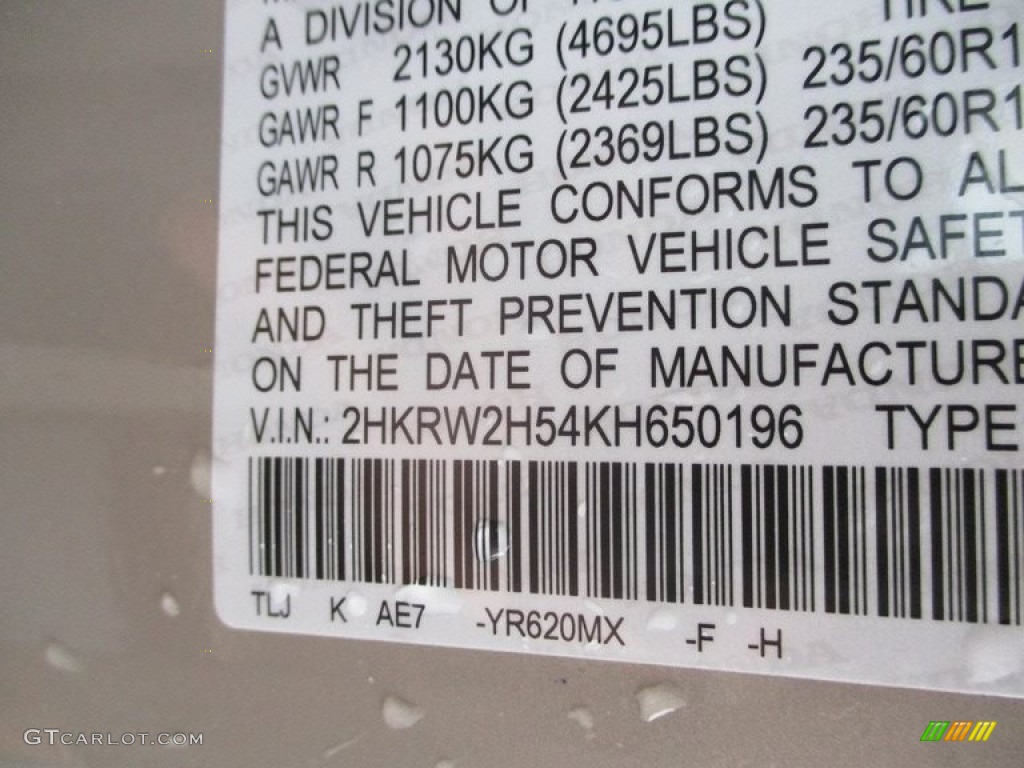 A DIVISION OF
TIRE
GVWR 2130KG (4695LBS)
GAWR F 1100KG (2425LBS) 235/60R1
GAWR R 1075KG (2369LBS) 235/60R1
THIS VEHICLE CONFORMS TO AL
FEDERAL MOTOR VEHICLE SAFET
AND THEFT PREVENTION STANDA
ON THE DATE OF MANUFACTURE
V.I.N.: 2HKRW2H54KH650196 TYPE
TLJ K AE7 -YR620MX -F -H
GTCARLOT.COM